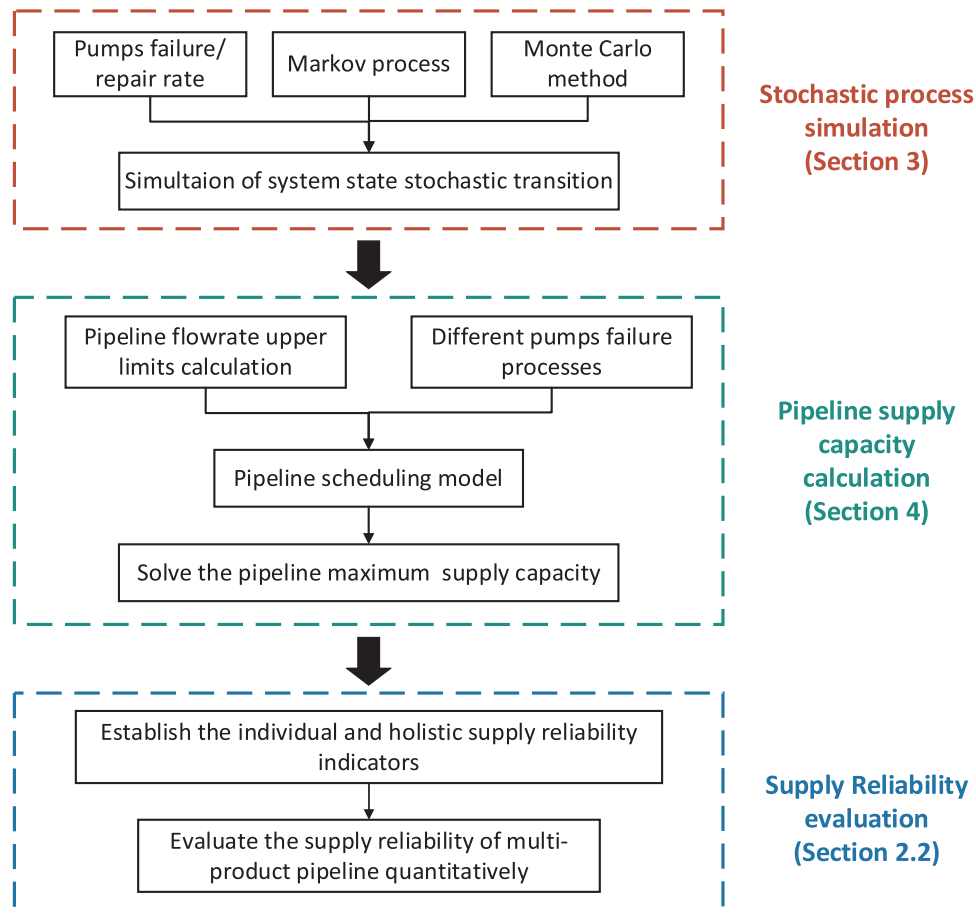 Pumps failure/
repair rate
Markov process
Monte Carlo
method
Simultaion of system state stochastic transition
Stochastic process
simulation
(Section 3)
Pipeline flowrate upper
limits calculation
Different pumps failure
processes
Pipeline scheduling model
Solve the pipeline maximum  supply capacity
Pipeline supply
capacity
calculation
(Section 4)
Establish the individual and holistic supply reliability
indicators
Evaluate the supply reliability of multi-
product pipeline quantitatively
Supply Reliability
evaluation
(Section 2.2)